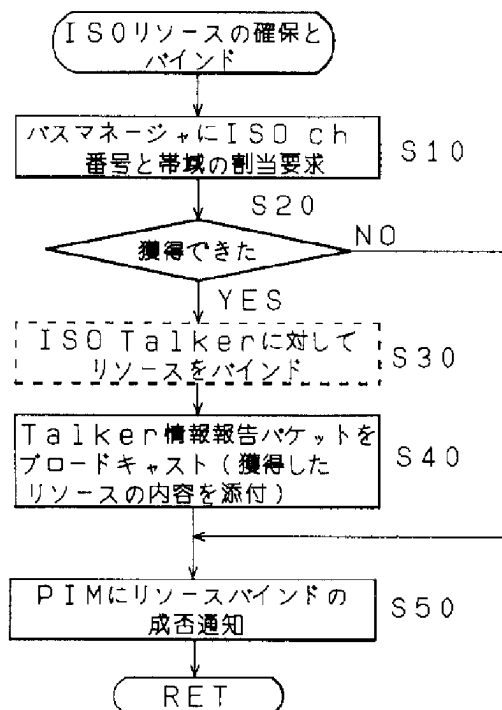 ISOリソースの確保と
バインド
バスマネージャにISO ch
番号と帯域の割当要求
S10
S20
獲得できた
NO
YES
ISO Talkerに対して
リソースをバインド
S30
Talker情報報告パケットを
ブロードキャスト(獲得した
リソースの内容を添付)
S40
PIMにリソースバインドの
成否通知
S50
RET